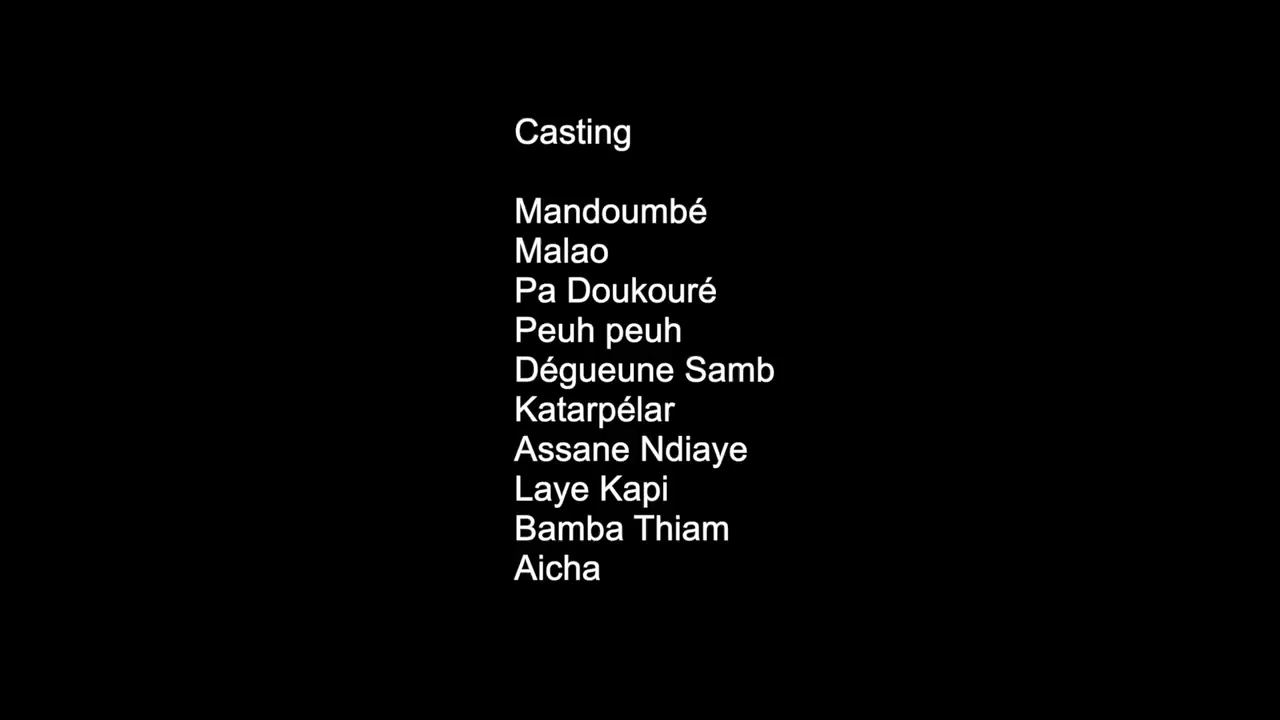 Casting
Mandoumbé
Malao
Pa Doukouré
Peuh peuh
Dégueune Samb
Katarpélar
Assane Ndiaye
Laye Kapi
Bamba Thiam
Aicha